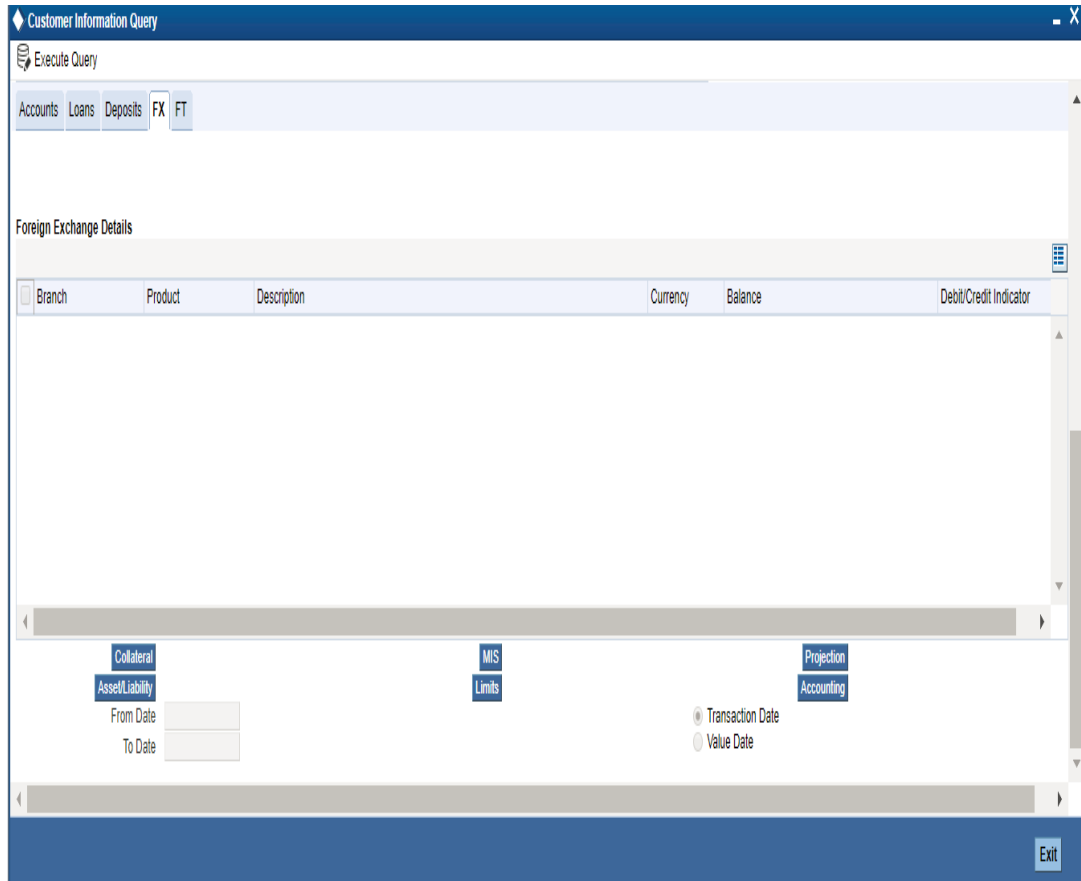 Customer Information Query
Execute Query
Accounts Loans Deposits FX FT
Foreign Exchange Details
Branch Product Description Currency Balance Debit/Credit Indicator
Collateral MIS Projection
Asset/Liability Limits Accounting
From Date Transaction Date
To Date Value Date
Exit